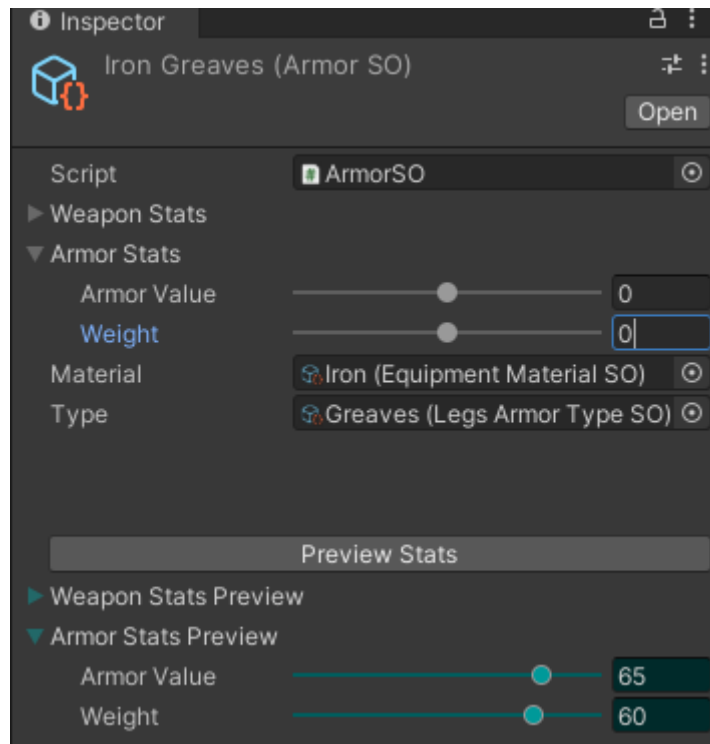 Inspector
Iron Greaves (Armor SO)
Open
Script ArmorSO
Weapon Stats
Armor Stats
Armor Value 0
Weight 0
Material Iron (Equipment Material SO)
Type Greaves (Legs Armor Type SO)
Preview Stats
Weapon Stats Preview
Armor Stats Preview
Armor Value 65
Weight 60